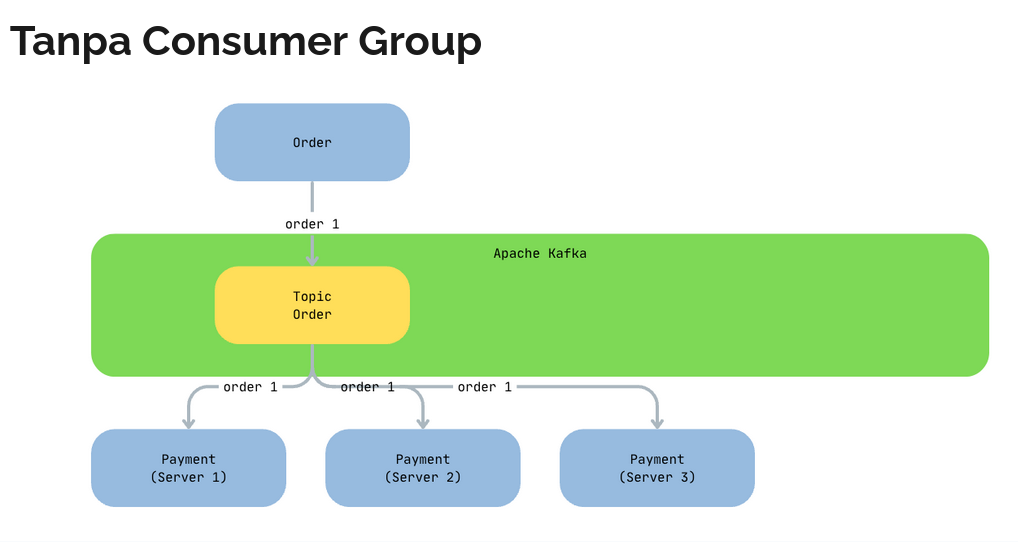 Tanpa Consumer Group
Order
order 1
Apache Kafka
Topic
Order
order 1
order 1
order 1
Payment
(Server 1)
Payment
(Server 2)
Payment
(Server 3)